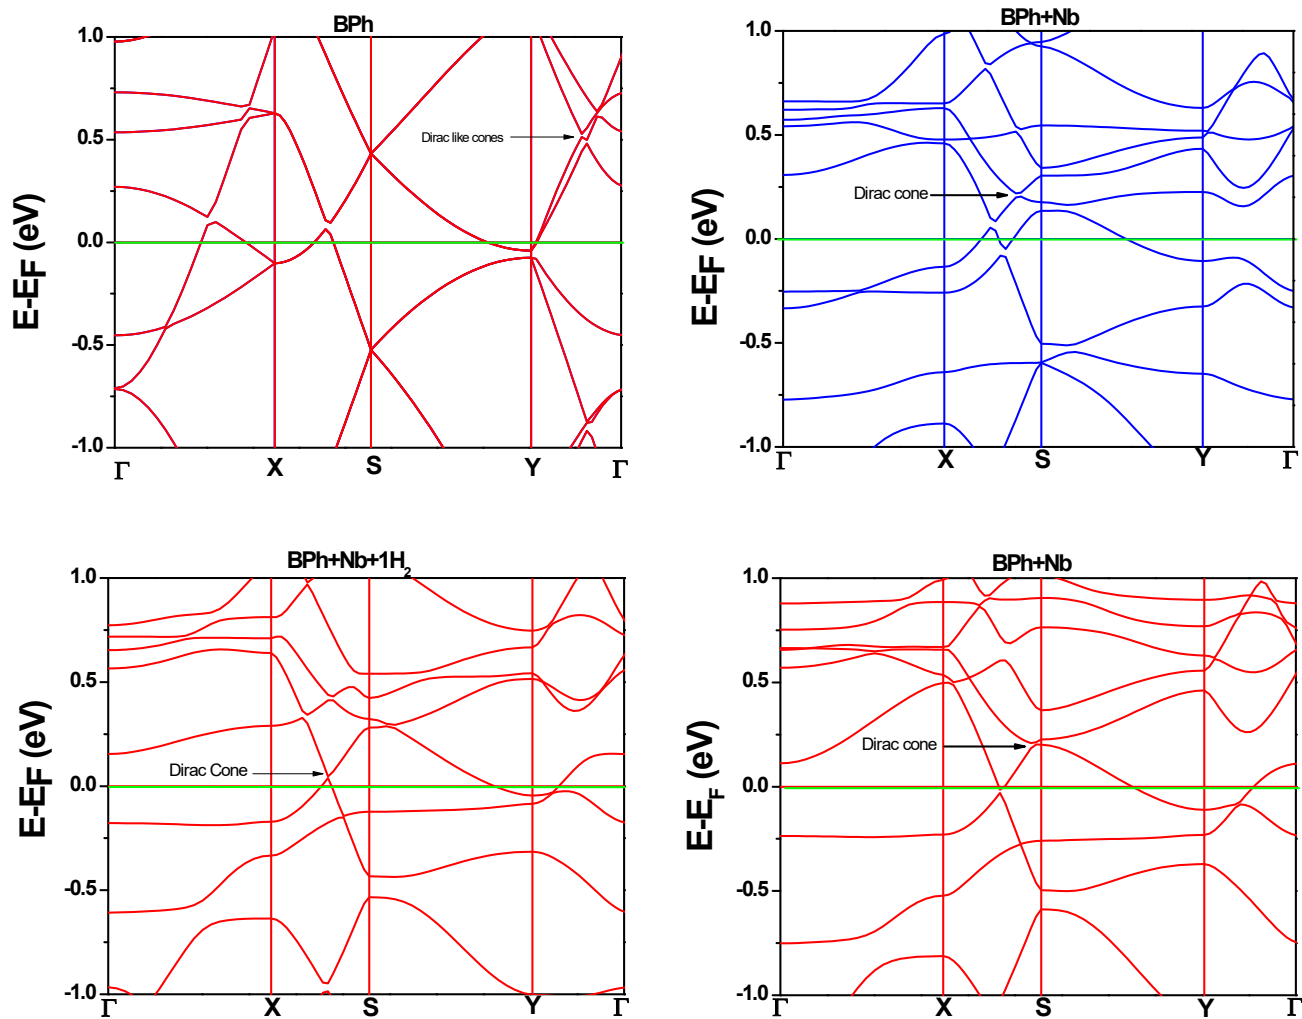 BPh
1.0
0.5
0.0
-0.5
-1.0
E-EF (eV)
Dirac like cones
Γ X S Y Γ
BPh+Nb
1.0
0.5
0.0
-0.5
-1.0
E-EF (eV)
Dirac cone
Γ X S Y Γ
BPh+Nb+1H2
1.0
0.5
0.0
-0.5
-1.0
E-EF (eV)
Dirac Cone
Γ X S Y Γ
BPh+Nb
1.0
0.5
0.0
-0.5
-1.0
E-EF (eV)
Dirac cone
Γ X S Y Γ